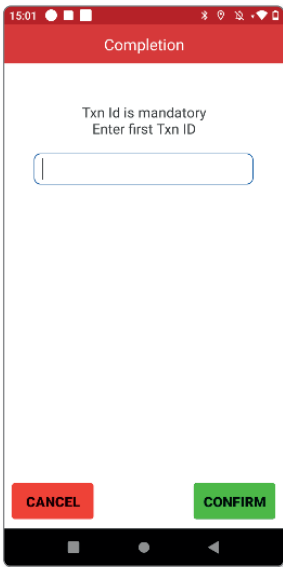 15:01
Completion
Txn Id is mandatory
Enter first Txn ID
CANCEL
CONFIRM